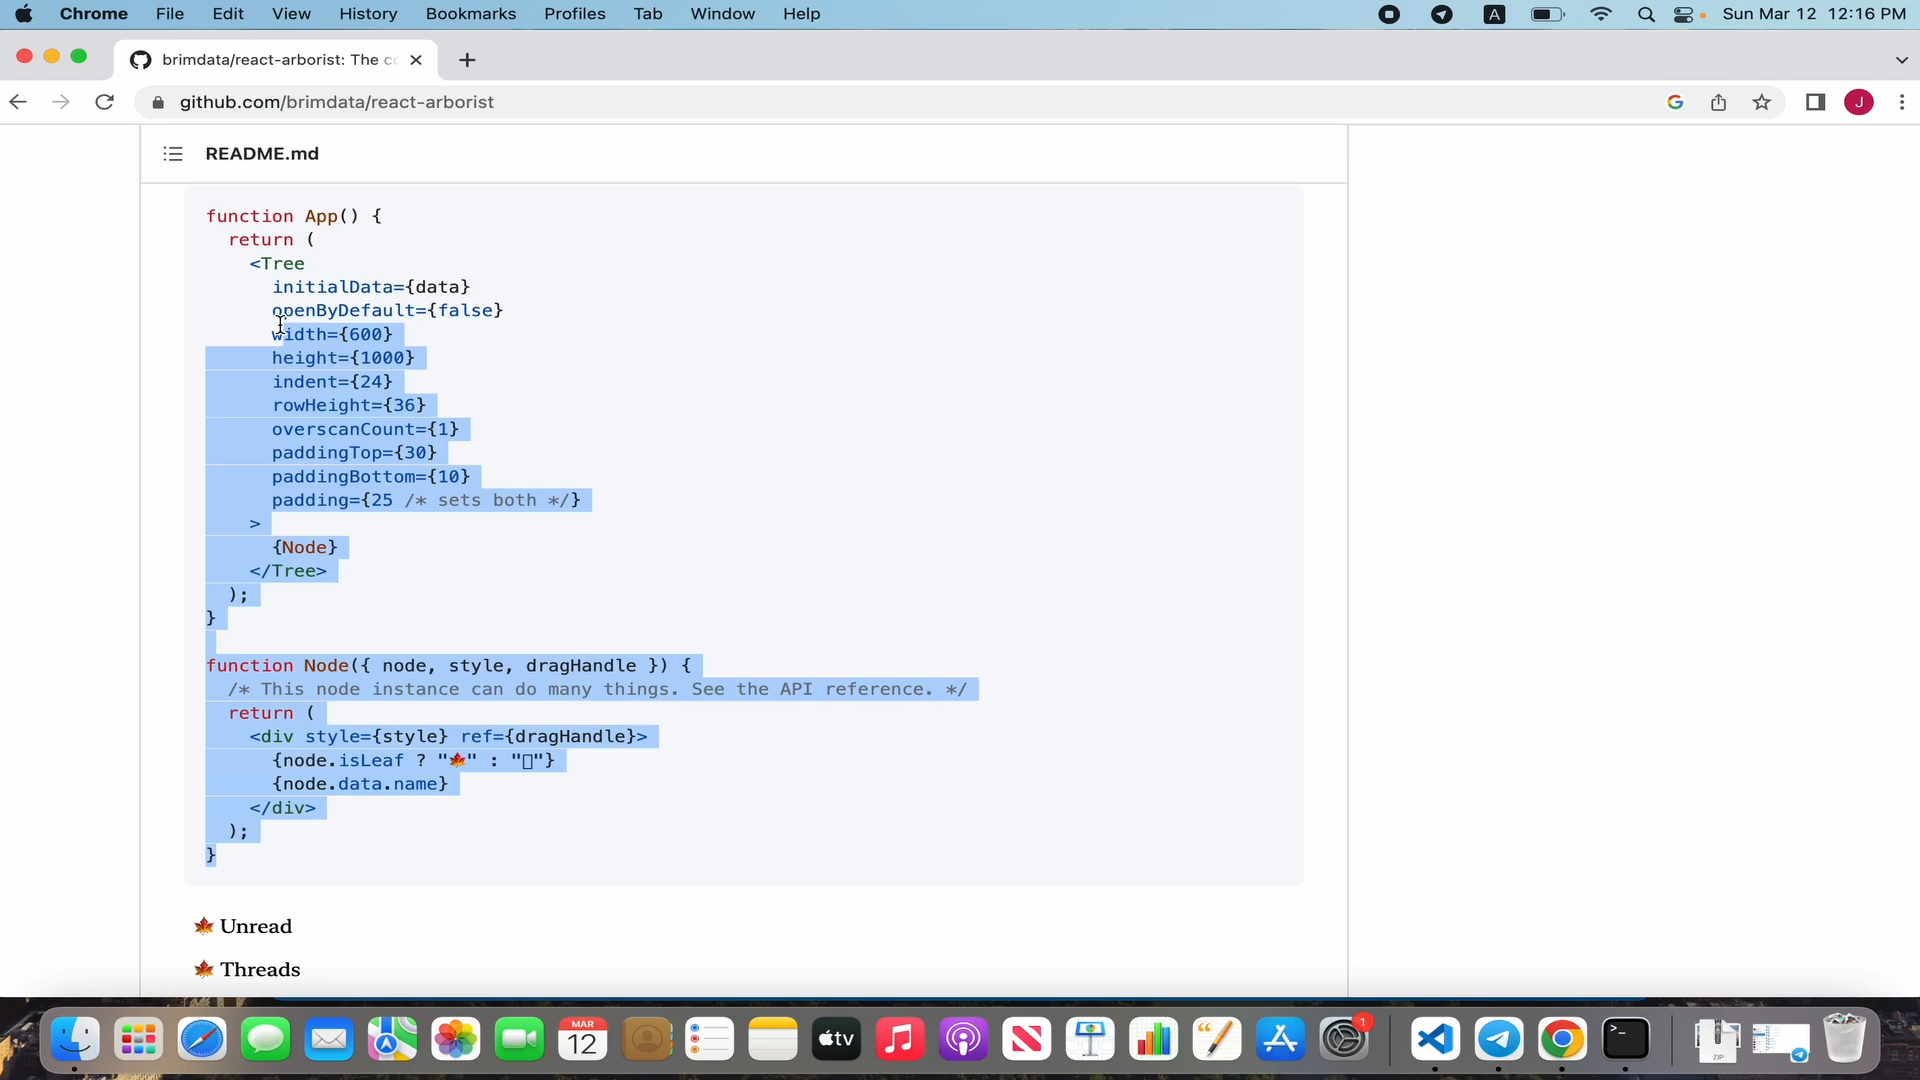 Chrome File Edit View History Bookmarks Profiles Tab Window Help A Sun Mar 12 12:16 PM
brimdata/react-arborist: The c
github.com/brimdata/react-arborist J
README.md
function App() {
  return (
    <Tree
      initialData={data}
      openByDefault={false}
      width={600}
      height={1000}
      indent={24}
      rowHeight={36}
      overscanCount={1}
      paddingTop={30}
      paddingBottom={10}
      padding={25 /* sets both */}
    >
      {Node}
    </Tree>
  );
}
function Node({ node, style, dragHandle }) {
  /* This node instance can do many things. See the API reference. */
  return (
    <div style={style} ref={dragHandle}>
      {node.isLeaf ? "🍁" : "▯"}
      {node.data.name}
    </div>
  );
}
🍁 Unread
🍁 Threads
MAR
12
tv
1
>_
ZIP